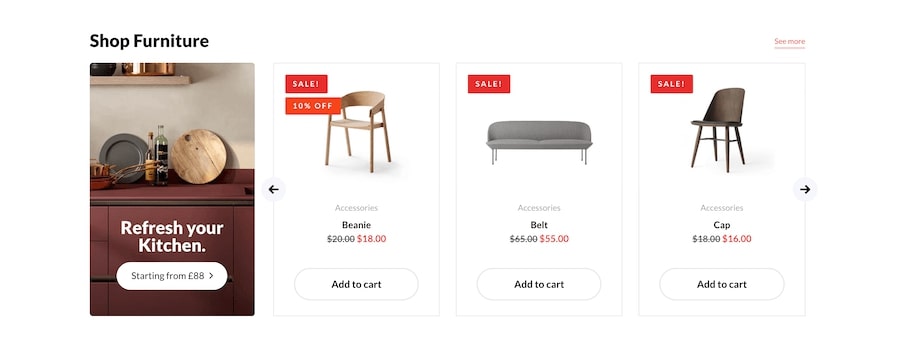 Shop Furniture
See more
Refresh your
Kitchen.
Starting from £88
SALE!
10% OFF
Accessories
Beanie
$20.00 $18.00
Add to cart
SALE!
Accessories
Belt
$65.00 $55.00
Add to cart
SALE!
Accessories
Cap
$18.00 $16.00
Add to cart